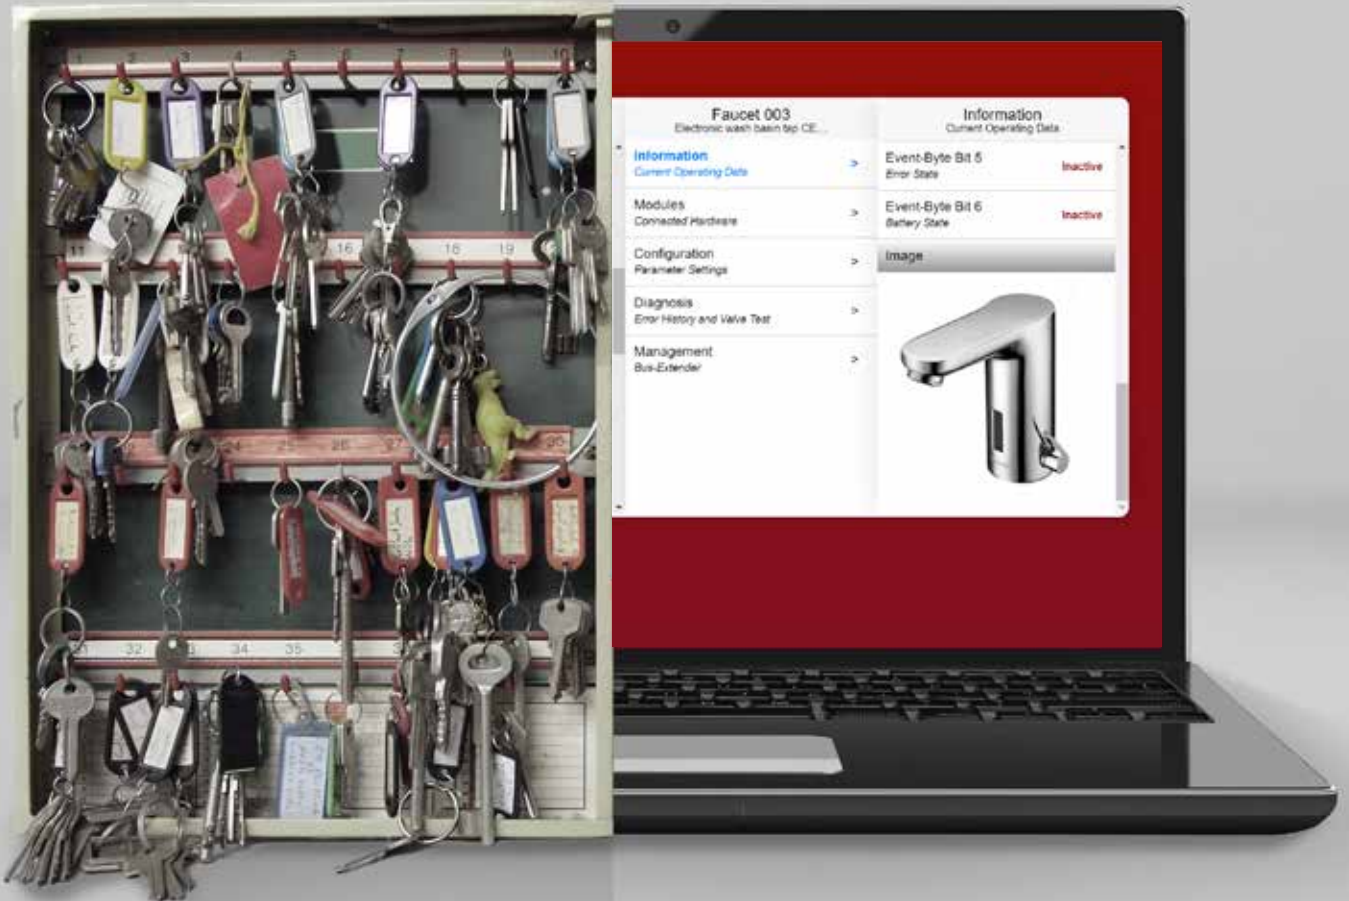 1 2 3 4 5 6 7 8 9 10
11 16 18 19
24 25 26 27
32 34 35
Faucet 003
Electronic wash basin tap CE...
Information
Current Operating Data
Modules
Connected Hardware
Configuration
Parameter Settings
Diagnosis
Error History and Valve Test
Management
Bus-Extender
Information
Current Operating Data
Event-Byte Bit 5
Error State
Inactive
Event-Byte Bit 6
Battery State
Inactive
Image